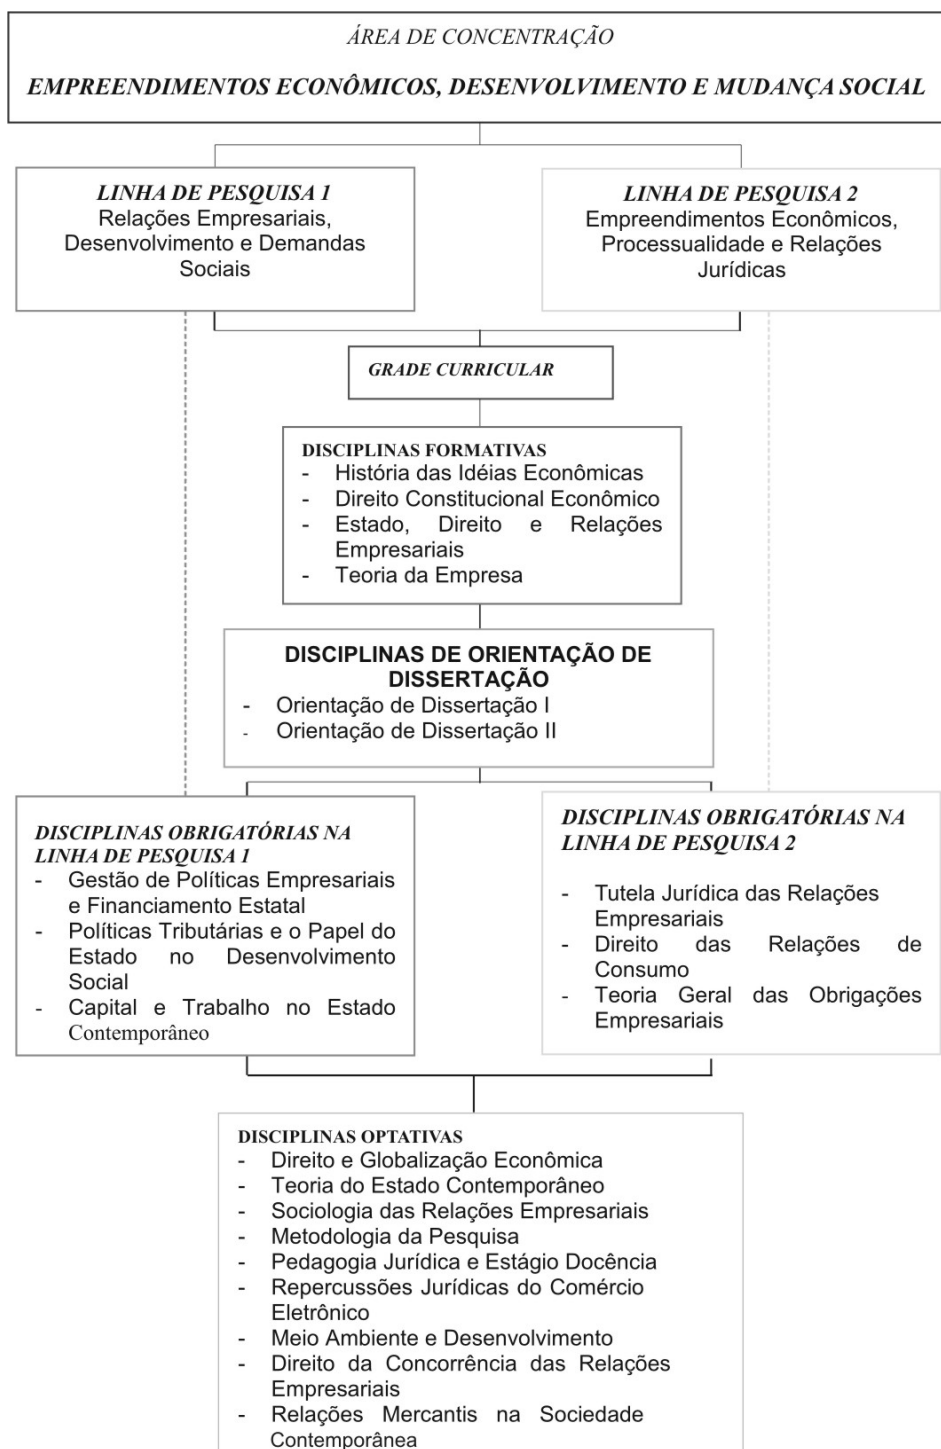 ÁREA DE CONCENTRAÇÃO
EMPREENDIMENTOS ECONÔMICOS, DESENVOLVIMENTO E MUDANÇA SOCIAL
LINHA DE PESQUISA 1
Relações Empresariais,
Desenvolvimento e Demandas
Sociais
LINHA DE PESQUISA 2
Empreendimentos Econômicos,
Processualidade e Relações
Jurídicas
GRADE CURRICULAR
DISCIPLINAS FORMATIVAS
- História das Idéias Econômicas
- Direito Constitucional Econômico
- Estado, Direito e Relações
Empresariais
- Teoria da Empresa
DISCIPLINAS DE ORIENTAÇÃO DE
DISSERTAÇÃO
- Orientação de Dissertação I
- Orientação de Dissertação II
DISCIPLINAS OBRIGATÓRIAS NA
LINHA DE PESQUISA 1
- Gestão de Políticas Empresariais
e Financiamento Estatal
- Políticas Tributárias e o Papel do
Estado no Desenvolvimento
Social
- Capital e Trabalho no Estado
Contemporâneo
DISCIPLINAS OBRIGATÓRIAS NA
LINHA DE PESQUISA 2
- Tutela Jurídica das Relações
Empresariais
- Direito das Relações de
Consumo
- Teoria Geral das Obrigações
Empresariais
DISCIPLINAS OPTATIVAS
- Direito e Globalização Econômica
- Teoria do Estado Contemporâneo
- Sociologia das Relações Empresariais
- Metodologia da Pesquisa
- Pedagogia Jurídica e Estágio Docência
- Repercussões Jurídicas do Comércio
Eletrônico
- Meio Ambiente e Desenvolvimento
- Direito da Concorrência das Relações
Empresariais
- Relações Mercantis na Sociedade
Contemporânea